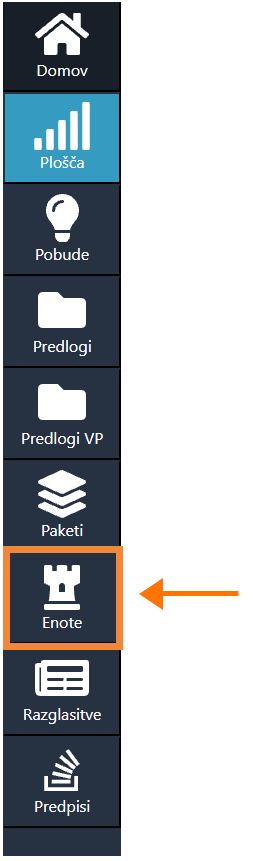 Domov
Plošča
Pobude
Predlogi
Predlogi VP
Paketi
Enote
Razglasitve
Predpisi